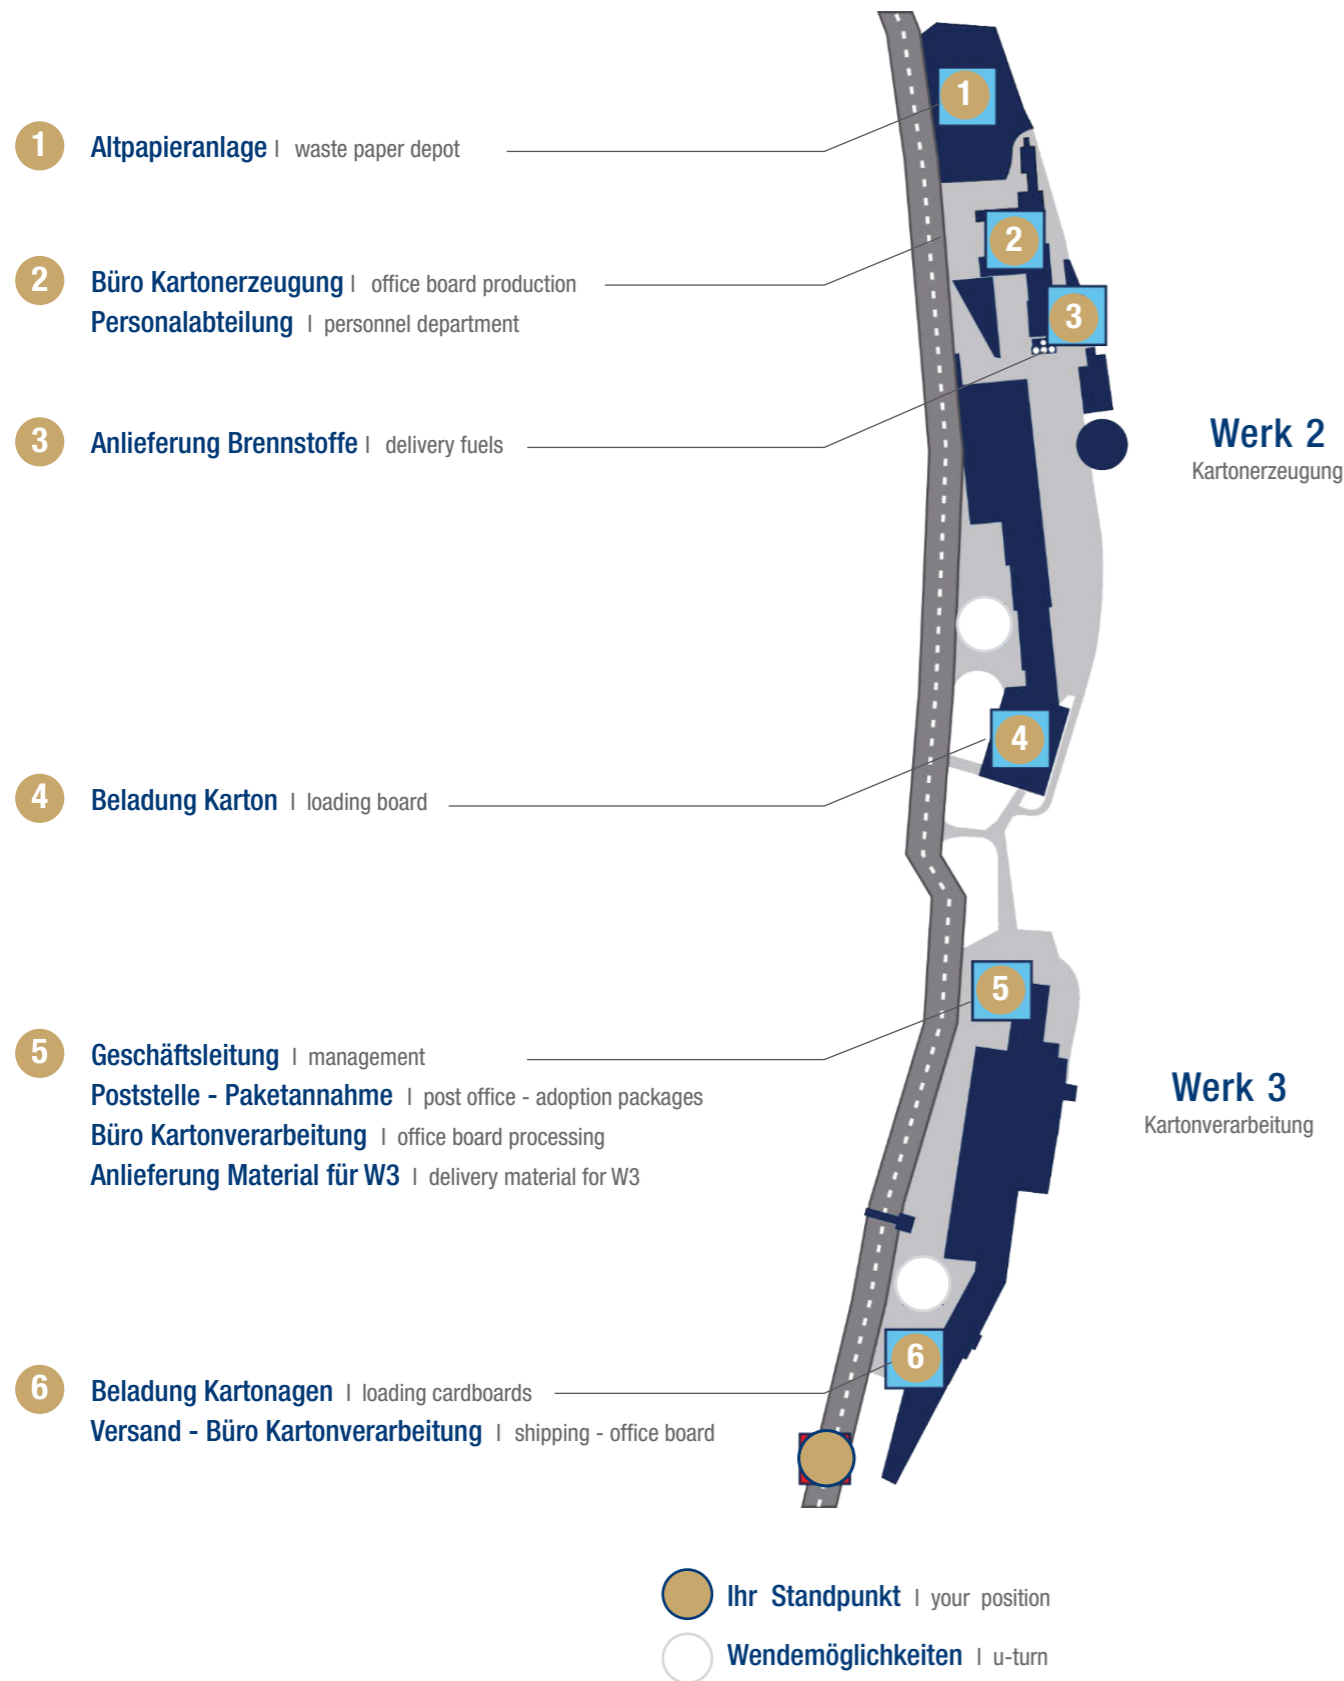 1
1 Altpapieranlage | waste paper depot
2
2 Büro Kartonerzeugung | office board production
Personalabteilung | personnel department
3
3 Anlieferung Brennstoffe | delivery fuels
Werk 2
Kartonerzeugung
4
4 Beladung Karton | loading board
5
5 Geschäftsleitung | management
Poststelle - Paketannahme | post office - adoption packages
Büro Kartonverarbeitung | office board processing
Anlieferung Material für W3 | delivery material for W3
Werk 3
Kartonverarbeitung
6
6 Beladung Kartonagen | loading cardboards
Versand - Büro Kartonverarbeitung | shipping - office board
Ihr Standpunkt | your position
Wendemöglichkeiten | u-turn